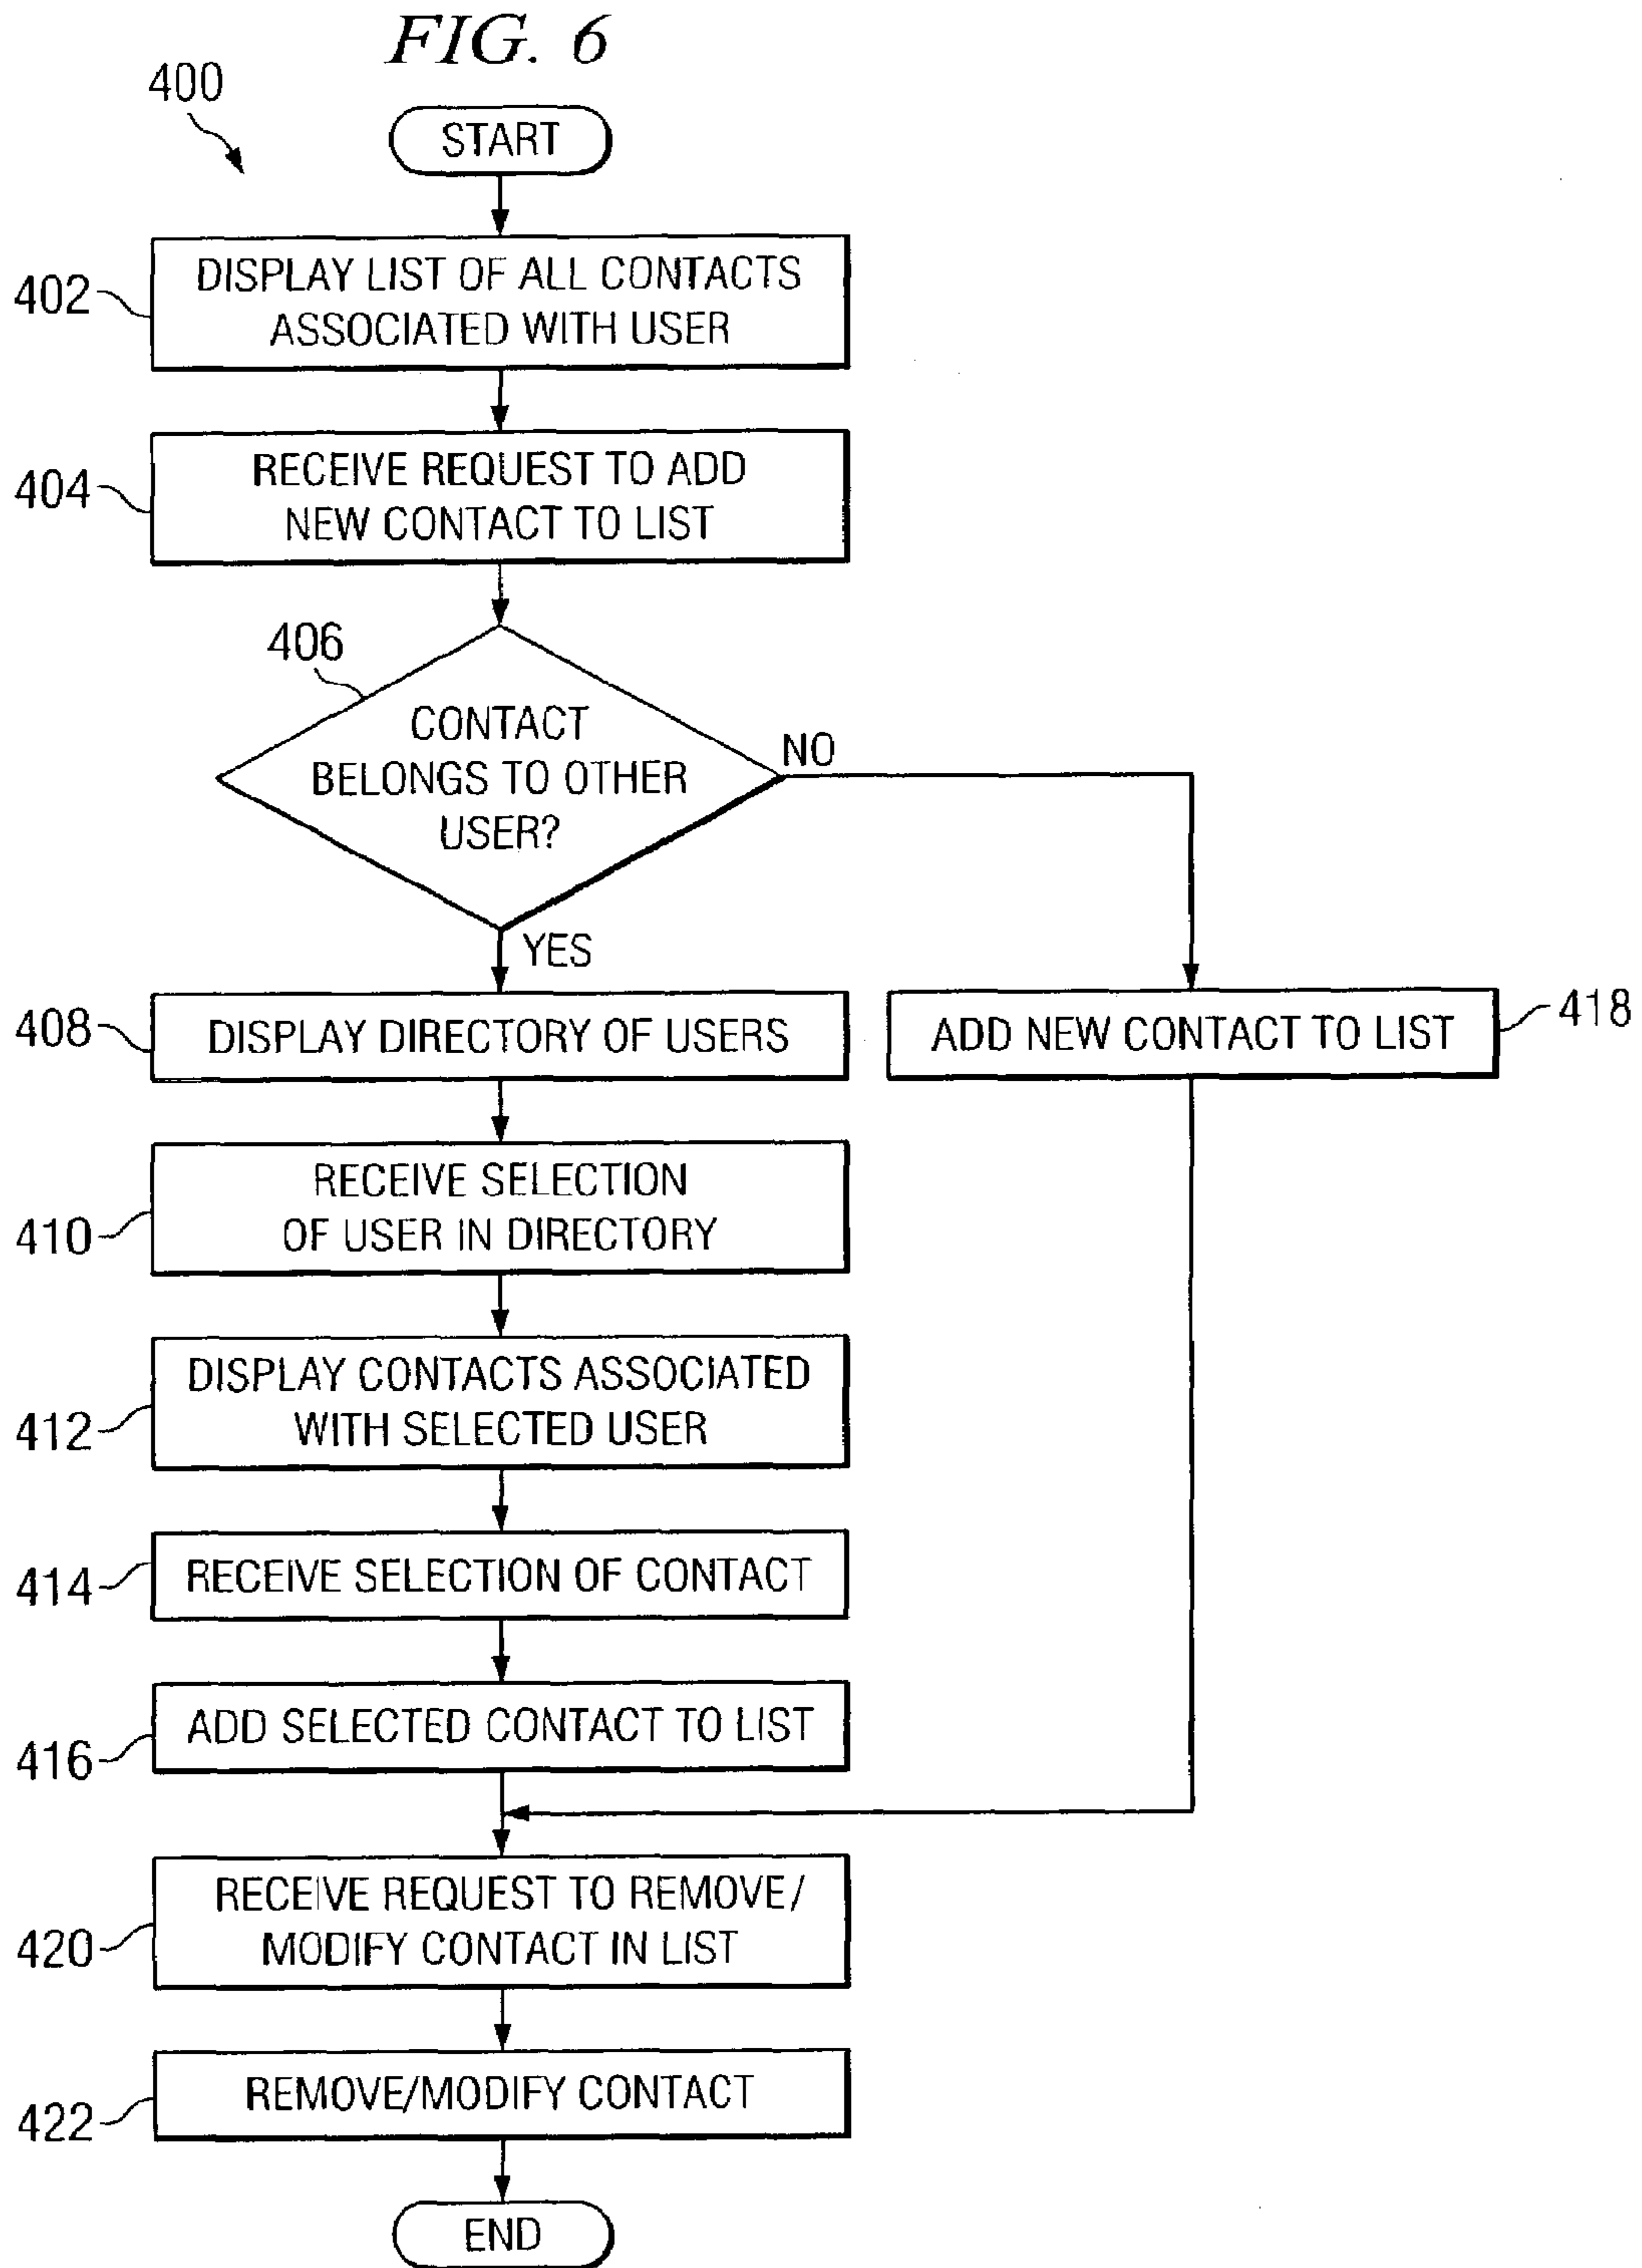 FIG. 6
400
START
402
DISPLAY LIST OF ALL CONTACTS
ASSOCIATED WITH USER
404
RECEIVE REQUEST TO ADD
NEW CONTACT TO LIST
406
CONTACT
BELONGS TO OTHER
USER?
NO
YES
408
DISPLAY DIRECTORY OF USERS
ADD NEW CONTACT TO LIST
418
410
RECEIVE SELECTION
OF USER IN DIRECTORY
412
DISPLAY CONTACTS ASSOCIATED
WITH SELECTED USER
414
RECEIVE SELECTION OF CONTACT
416
ADD SELECTED CONTACT TO LIST
420
RECEIVE REQUEST TO REMOVE/
MODIFY CONTACT IN LIST
422
REMOVE/MODIFY CONTACT
END